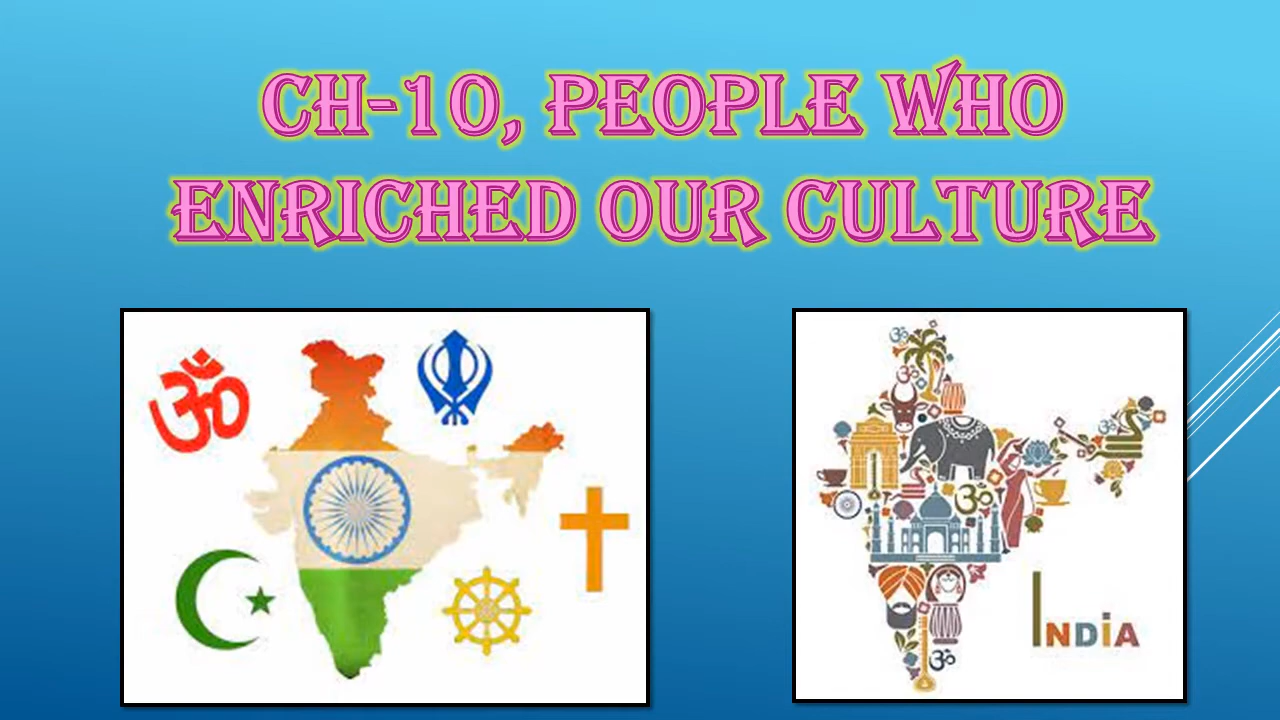 CH-10, PEOPLE WHO
ENRICHED OUR CULTURE
ॐ
ॐ
ॐ
ॐ
ॐ
ॐ
INDiA